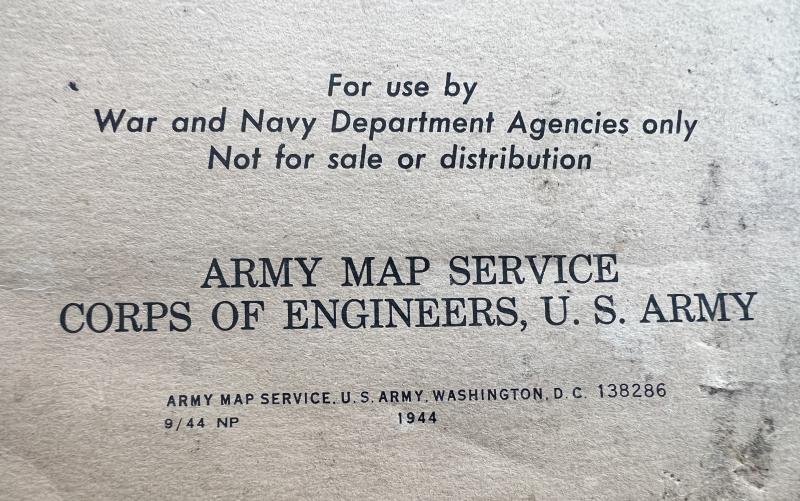 For use by
War and Navy Department Agencies only
Not for sale or distribution
ARMY MAP SERVICE
CORPS OF ENGINEERS, U. S. ARMY
ARMY MAP SERVICE, U. S. ARMY, WASHINGTON, D. C. 138286
9/44 NP 1944